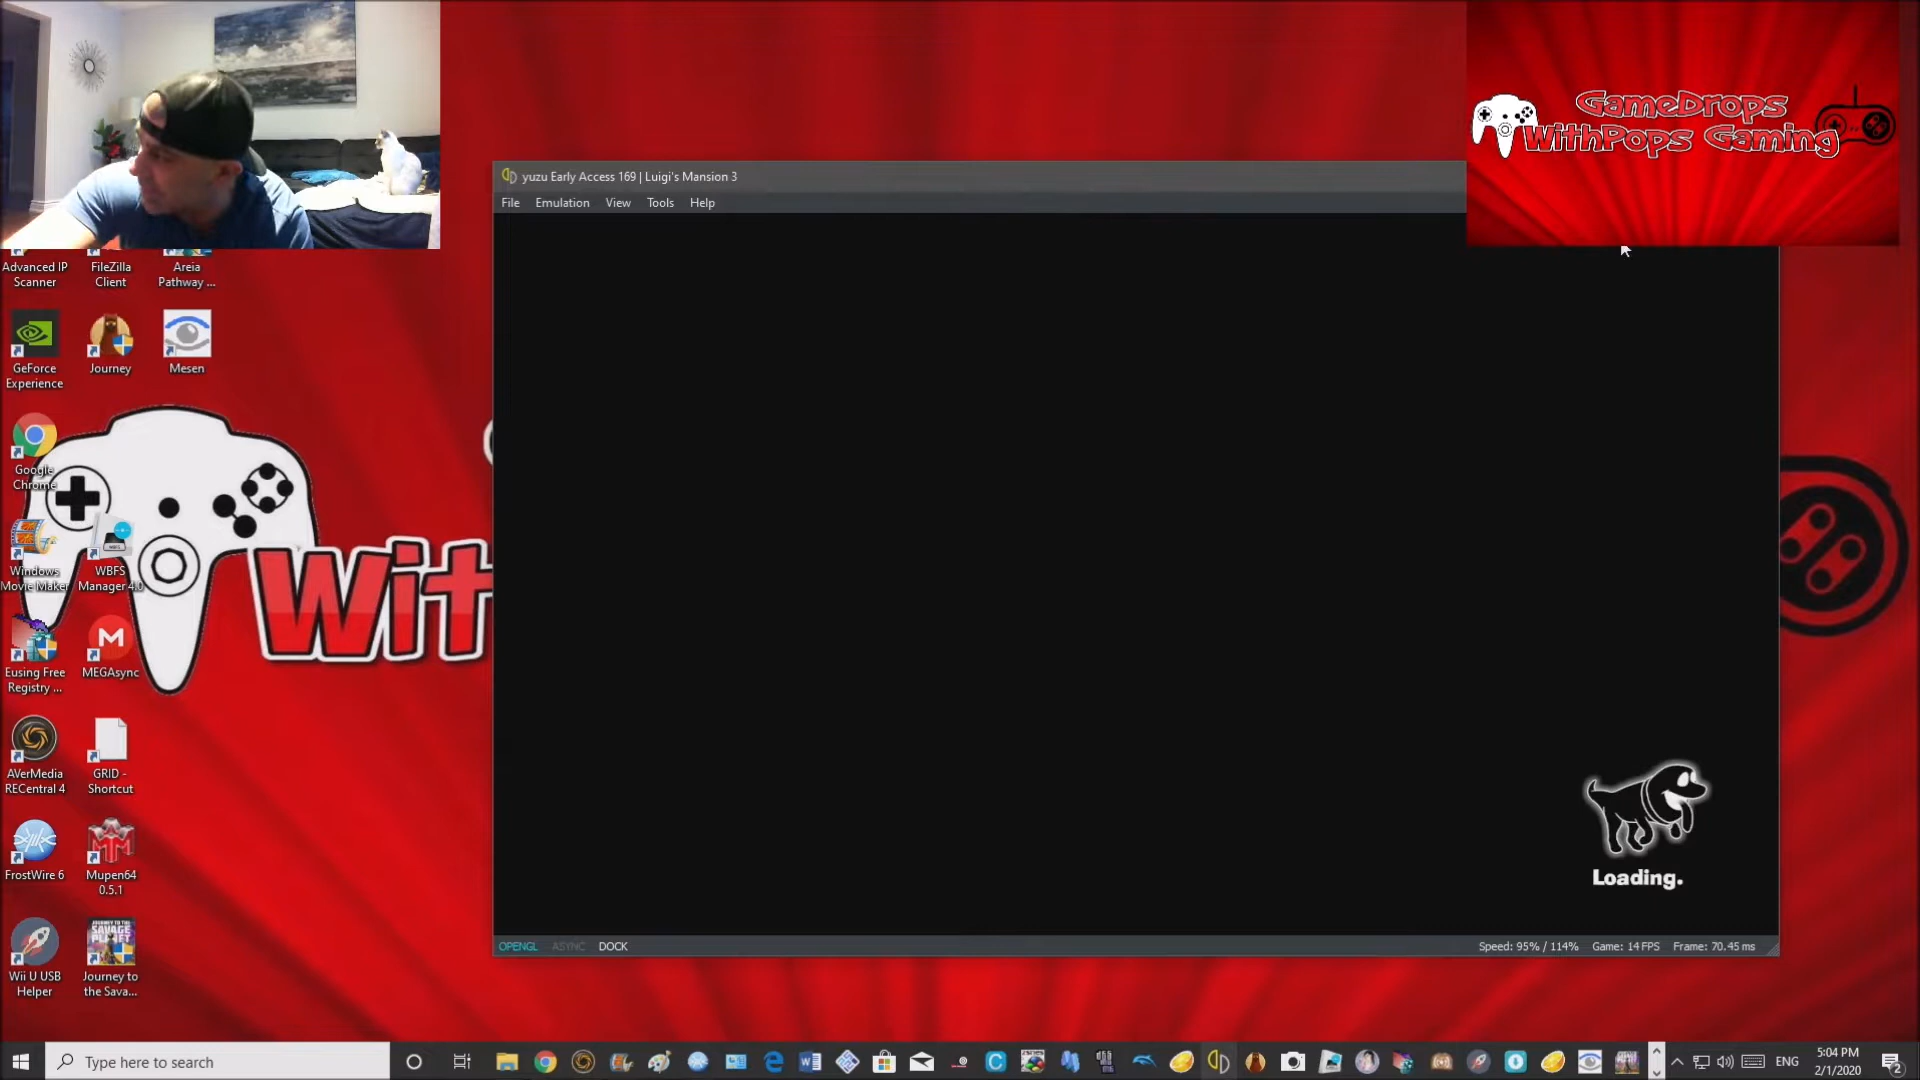 GameDrops
WithPops Gaming
yuzu Early Access 169 | Luigi's Mansion 3
File Emulation View Tools Help
Advanced IP
Scanner
FileZilla
Client
Areia
Pathway ...
GeForce
Experience
Journey
Mesen
Google
Chrome
Wit
Windows
Movie Maker
WBFS
Manager 4.0
Eusing Free
Registry ...
MEGAsync
AVerMedia
RECentral 4
GRID -
Shortcut
FrostWire 6
Mupen64
0.5.1
Wii U USB
Helper
Journey to
the Sava...
Loading.
OPENGL ASYNC DOCK
Speed: 95% / 114% Game: 14 FPS Frame: 70.45 ms
Type here to search
ENG
5:04 PM
2/1/2020
2